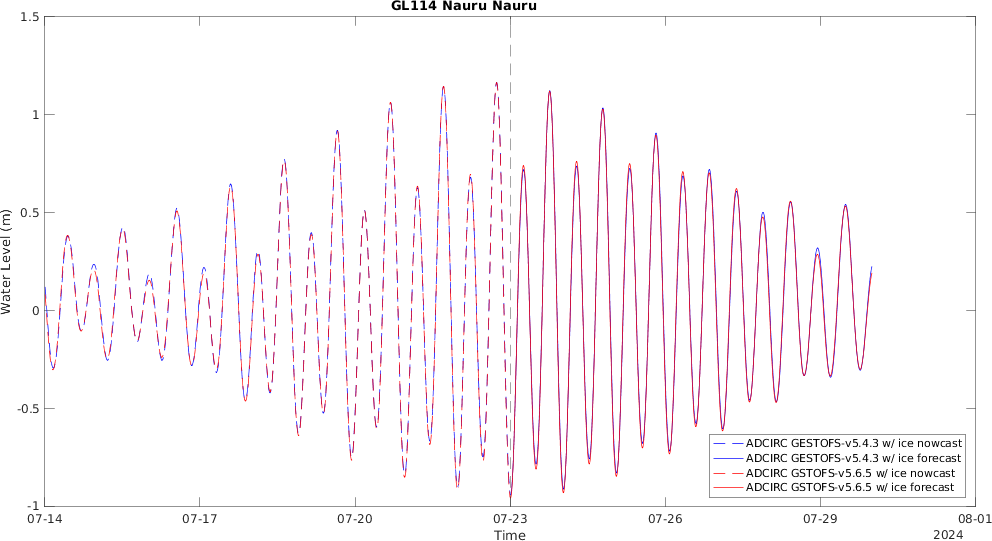 GL114 Nauru Nauru
1.5
1
0.5
0
-0.5
-1
Water Level (m)
07-14
07-17
07-20
07-23
07-26
07-29
08-01
Time
2024
ADCIRC GESTOFS-v5.4.3 w/ ice nowcast
ADCIRC GESTOFS-v5.4.3 w/ ice forecast
ADCIRC GSTOFS-v5.6.5 w/ ice nowcast
ADCIRC GSTOFS-v5.6.5 w/ ice forecast